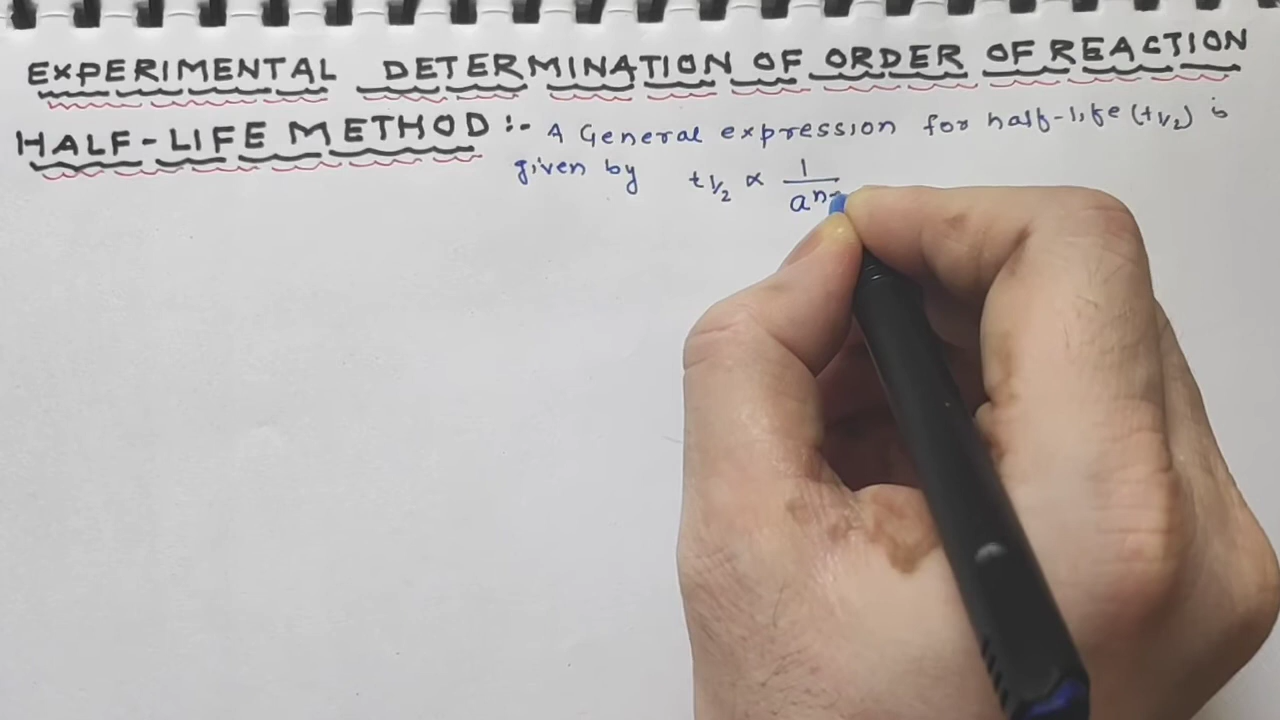 EXPERIMENTAL DETERMINATION OF ORDER OF REACTION
HALF-LIFE METHOD :- A General expression for half-life (t1/2) is
given by t1/2 ∝ 1/a^n-